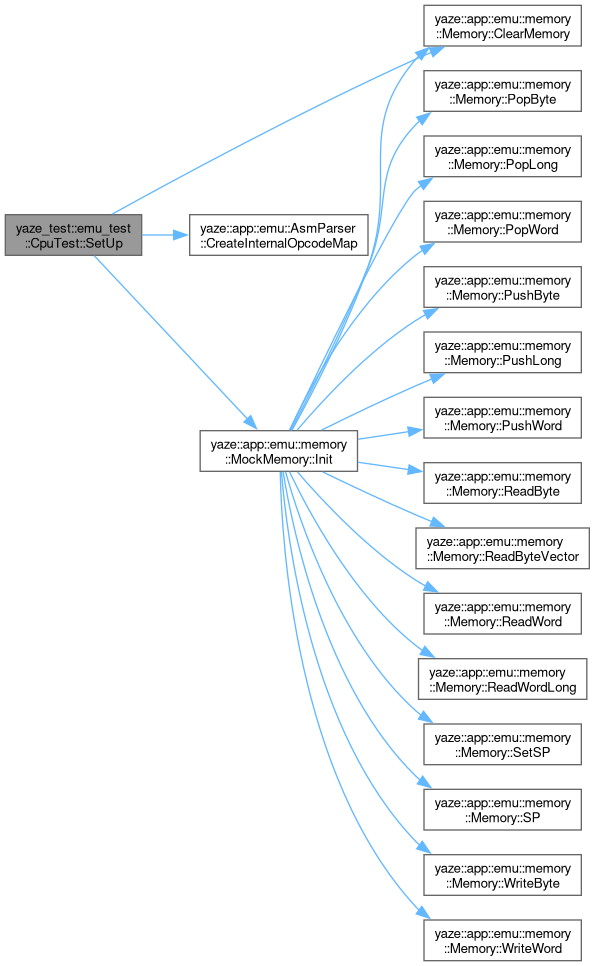 yaze_test::emu_test
::CpuTest::SetUp
yaze::app::emu::memory
::Memory::ClearMemory
yaze::app::emu::AsmParser
::CreateInternalOpcodeMap
yaze::app::emu::memory
::MockMemory::Init
yaze::app::emu::memory
::Memory::PopByte
yaze::app::emu::memory
::Memory::PopLong
yaze::app::emu::memory
::Memory::PopWord
yaze::app::emu::memory
::Memory::PushByte
yaze::app::emu::memory
::Memory::PushLong
yaze::app::emu::memory
::Memory::PushWord
yaze::app::emu::memory
::Memory::ReadByte
yaze::app::emu::memory
::Memory::ReadByteVector
yaze::app::emu::memory
::Memory::ReadWord
yaze::app::emu::memory
::Memory::ReadWordLong
yaze::app::emu::memory
::Memory::SetSP
yaze::app::emu::memory
::Memory::SP
yaze::app::emu::memory
::Memory::WriteByte
yaze::app::emu::memory
::Memory::WriteWord